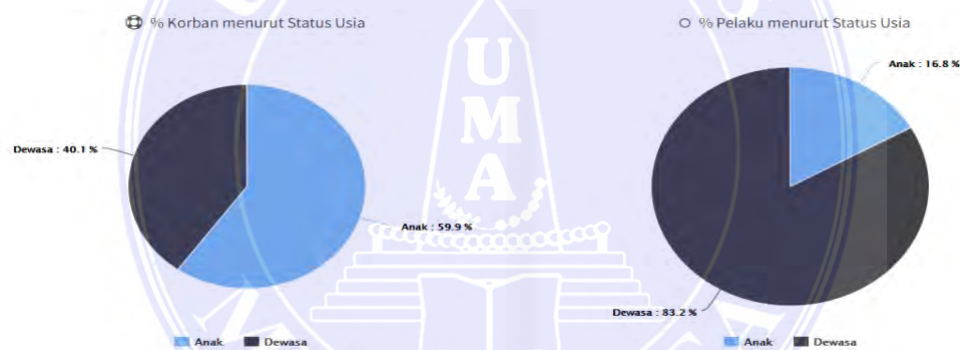 % Korban menurut Status Usia
Dewasa : 40.1 %
Anak : 59.9 %
Anak Dewasa
% Pelaku menurut Status Usia
Anak : 16.8 %
Dewasa : 83.2 %
Anak Dewasa
U
M
A